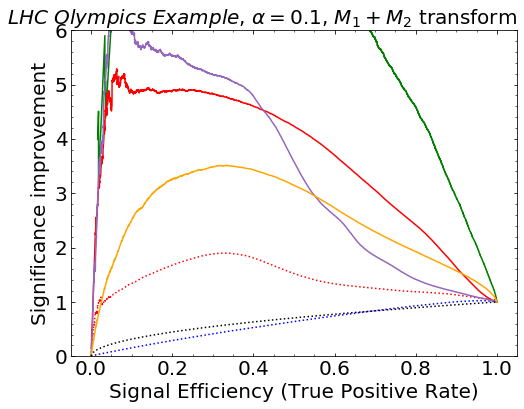 LHC Olympics Example, α = 0.1, M₁ + M₂ transform
6
5
4
3
2
1
0
Significance improvement
0.0 0.2 0.4 0.6 0.8 1.0
Signal Efficiency (True Positive Rate)